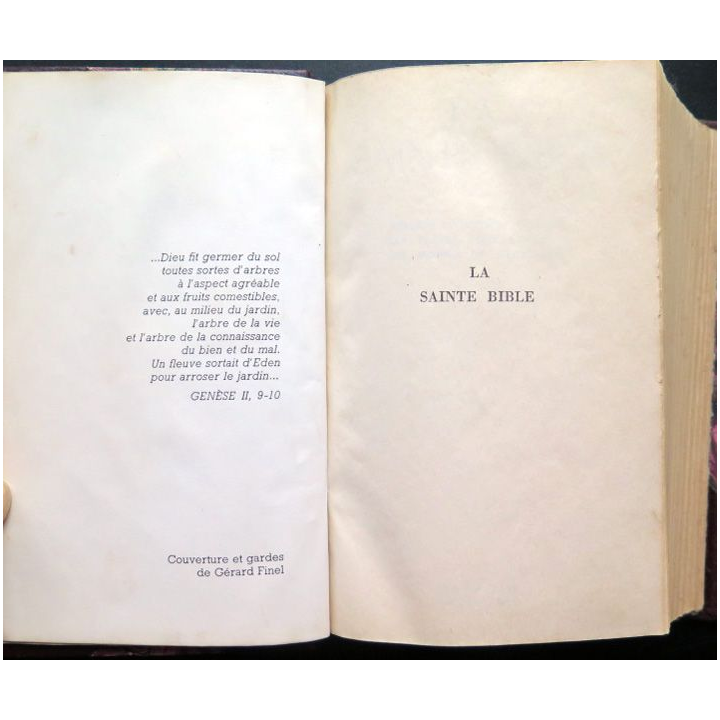 ...Dieu fit germer du sol
toutes sortes d'arbres
à l'aspect agréable
et aux fruits comestibles,
avec, au milieu du jardin,
l'arbre de la vie
et l'arbre de la connaissance
du bien et du mal.
Un fleuve sortait d'Eden
pour arroser le jardin...
GENÈSE II, 9-10
Couverture et gardes
de Gérard Finel
LA
SAINTE BIBLE